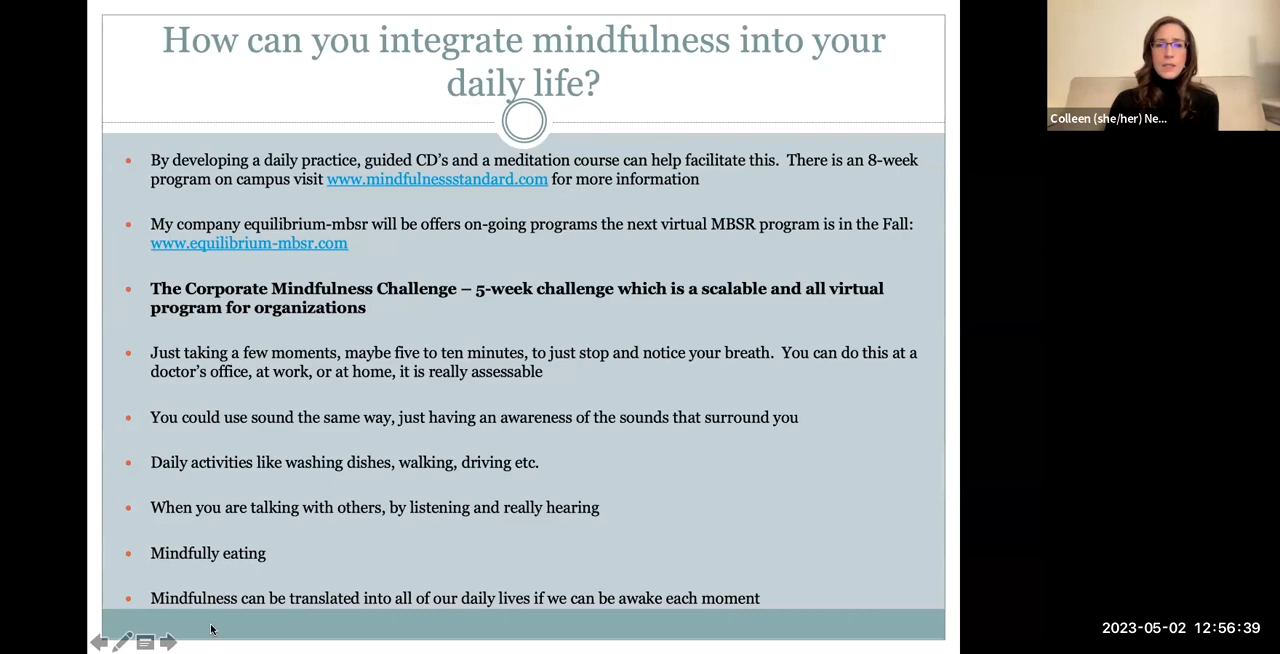 How can you integrate mindfulness into your
daily life?
By developing a daily practice, guided CD's and a meditation course can help facilitate this.  There is an 8-week
program on campus visit www.mindfulnessstandard.com for more information
My company equilibrium-mbsr will be offers on-going programs the next virtual MBSR program is in the Fall:
www.equilibrium-mbsr.com
The Corporate Mindfulness Challenge – 5-week challenge which is a scalable and all virtual
program for organizations
Just taking a few moments, maybe five to ten minutes, to just stop and notice your breath.  You can do this at a
doctor's office, at work, or at home, it is really assessable
You could use sound the same way, just having an awareness of the sounds that surround you
Daily activities like washing dishes, walking, driving etc.
When you are talking with others, by listening and really hearing
Mindfully eating
Mindfulness can be translated into all of our daily lives if we can be awake each moment
Colleen (she/her) Ne...
2023-05-02 12:56:39